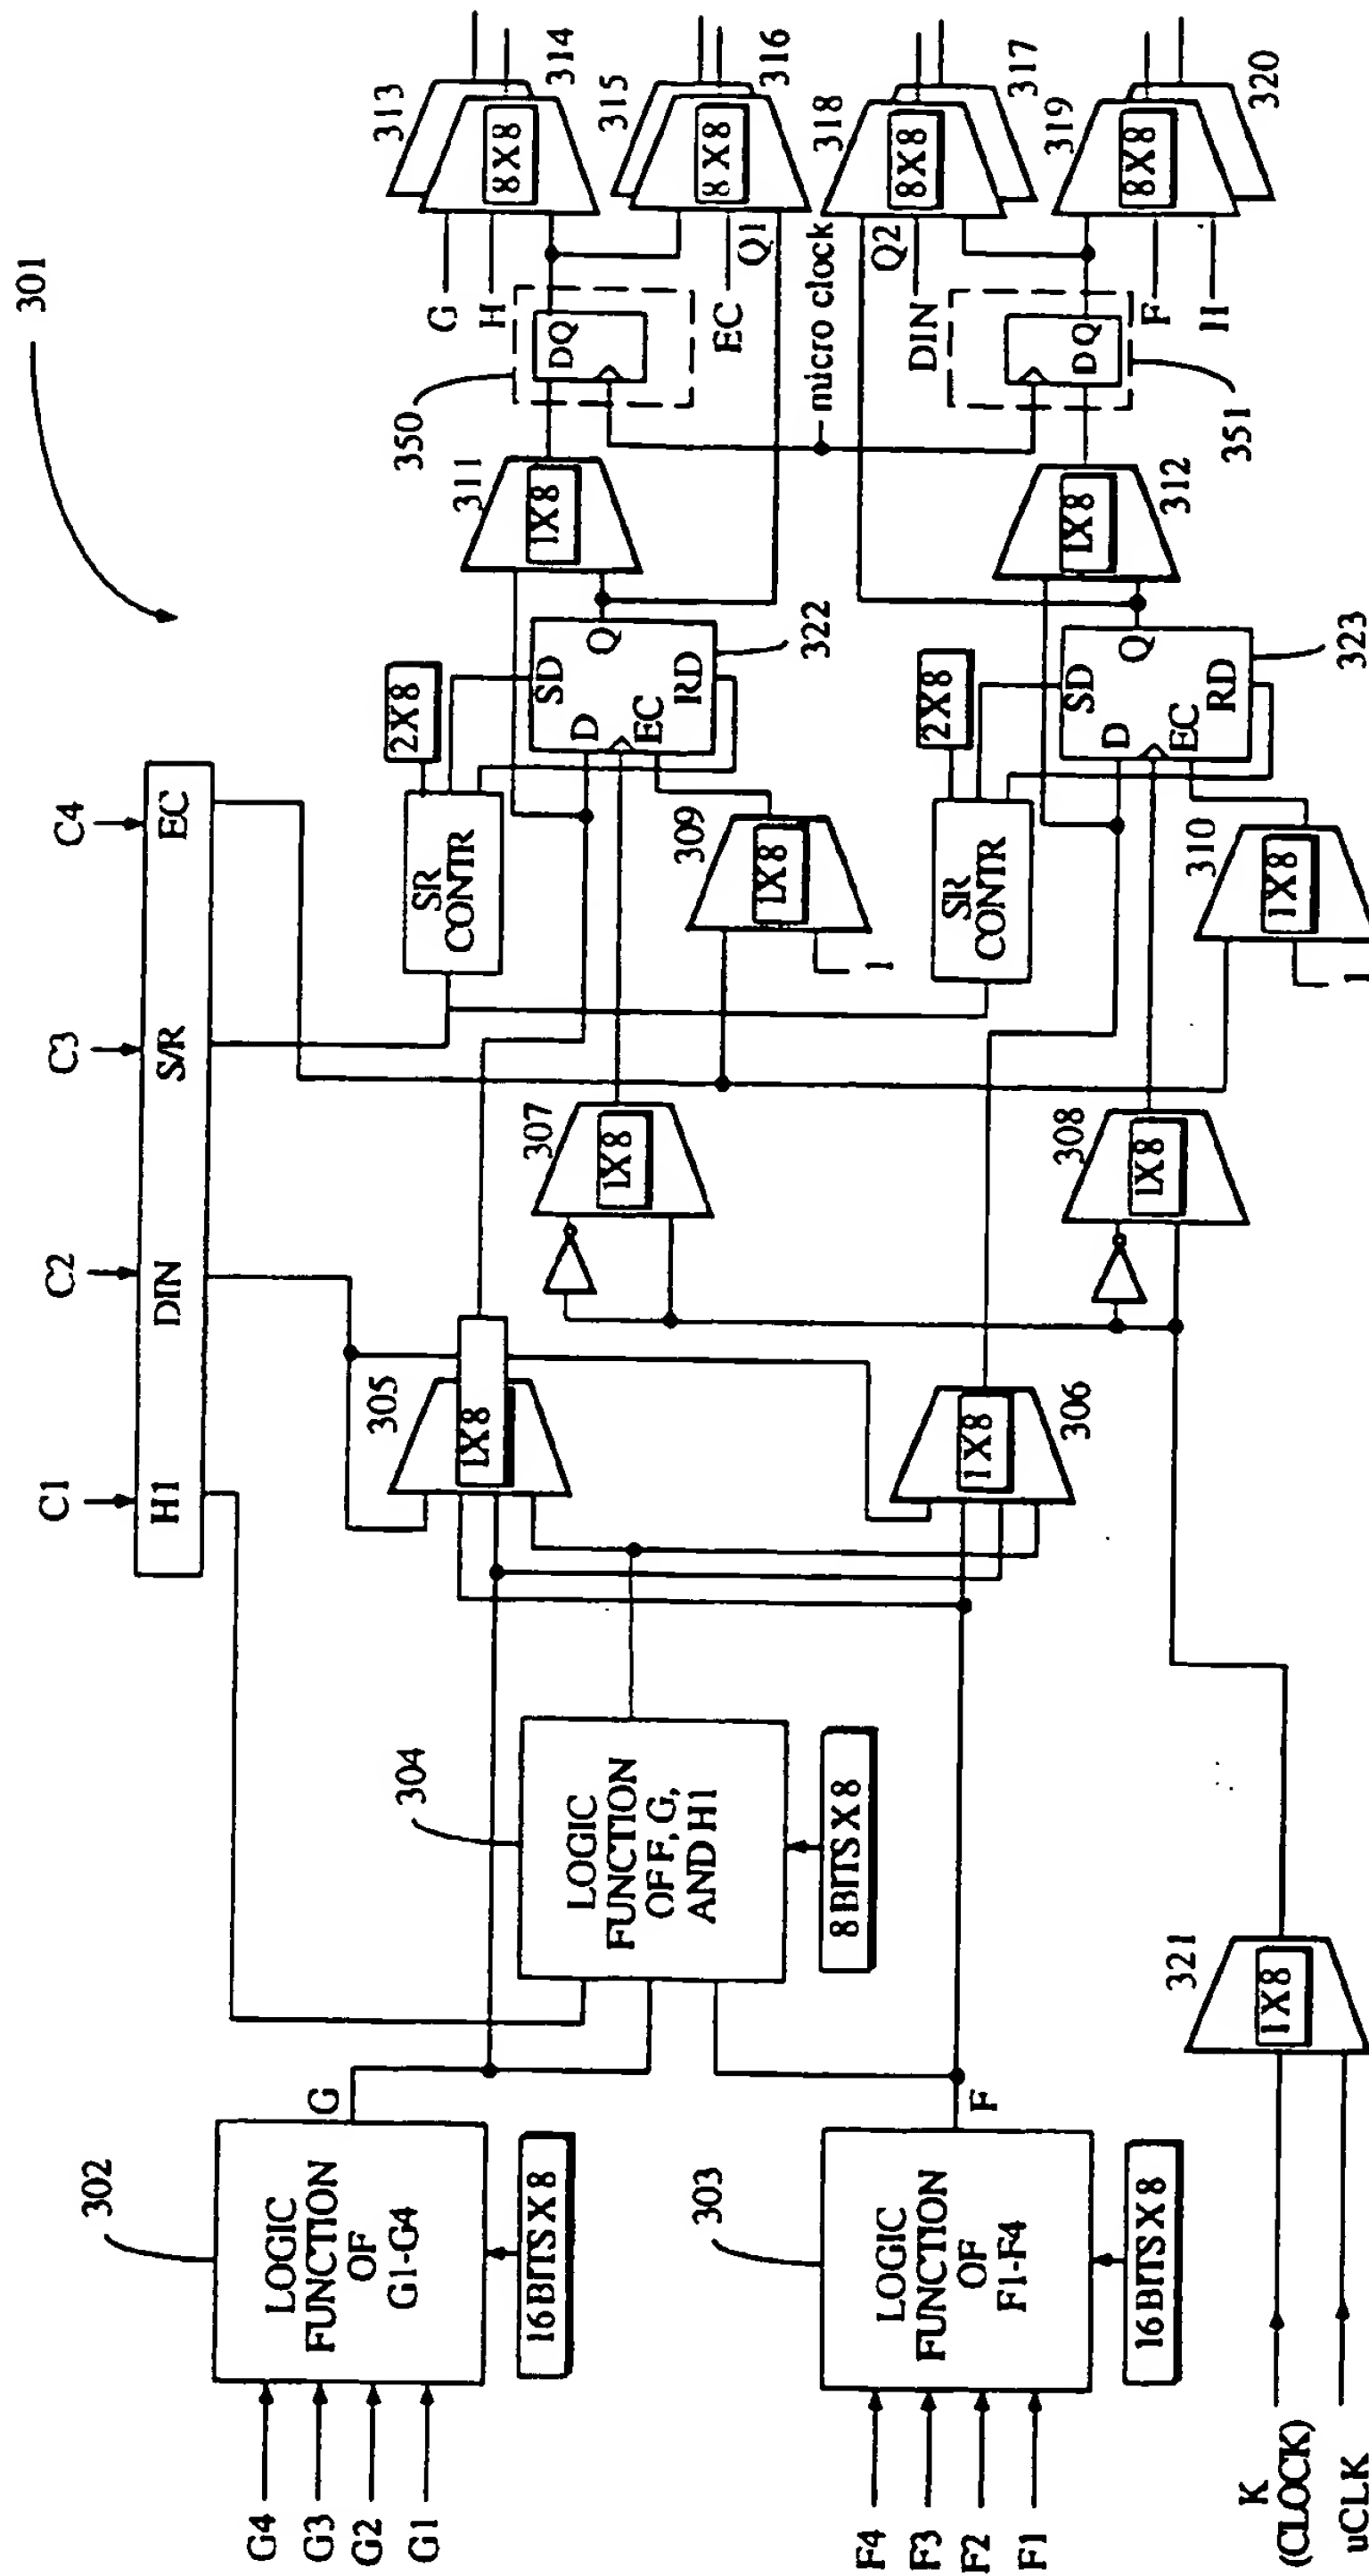 301
C1
C2
C3
C4
H1
DIN
S/R
EC
302
LOGIC
FUNCTION
OF
G1-G4
G4
G3
G2
G1
16 BITS X 8
G
303
LOGIC
FUNCTION
OF
F1-F4
F4
F3
F2
F1
16 BITS X 8
F
304
LOGIC
FUNCTION
OF F, G,
AND H1
8 BITS X 8
K
(CLOCK)
uCLK
321
1X8
305
1X8
306
1X8
307
1X8
308
1X8
SR
CONTR
2X8
309
1X8
1
SR
CONTR
2X8
310
1X8
1
SD
D
Q
EC
RD
322
SD
D
Q
EC
RD
323
311
1X8
312
1X8
350
DQ
micro clock
DQ
351
G
H
EC
Q1
Q2
DIN
F
H
313
8X8
314
315
8X8
316
318
8X8
317
319
8X8
320